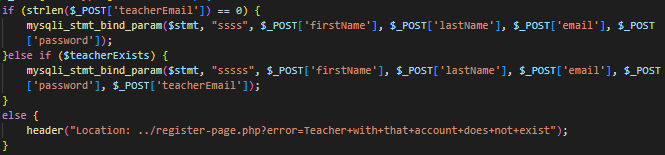 if (strlen($_POST['teacherEmail']) == 0) {
    mysqli_stmt_bind_param($stmt, "ssss", $_POST['firstName'], $_POST['lastName'], $_POST['email'], $_POST
    ['password']);
}else if ($teacherExists) {
    mysqli_stmt_bind_param($stmt, "sssss", $_POST['firstName'], $_POST['lastName'], $_POST['email'], $_POST
    ['password'], $_POST['teacherEmail']);
}
else {
    header("Location: ../register-page.php?error=Teacher+with+that+account+does+not+exist");
}